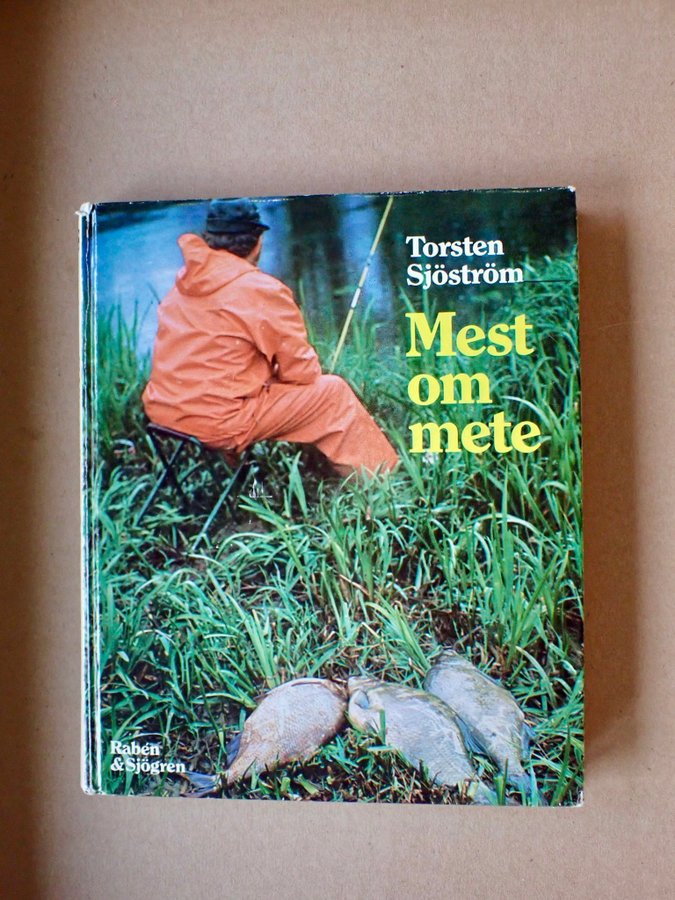 Torsten
Sjöström
Mest
om
mete
Rabén
&Sjögren